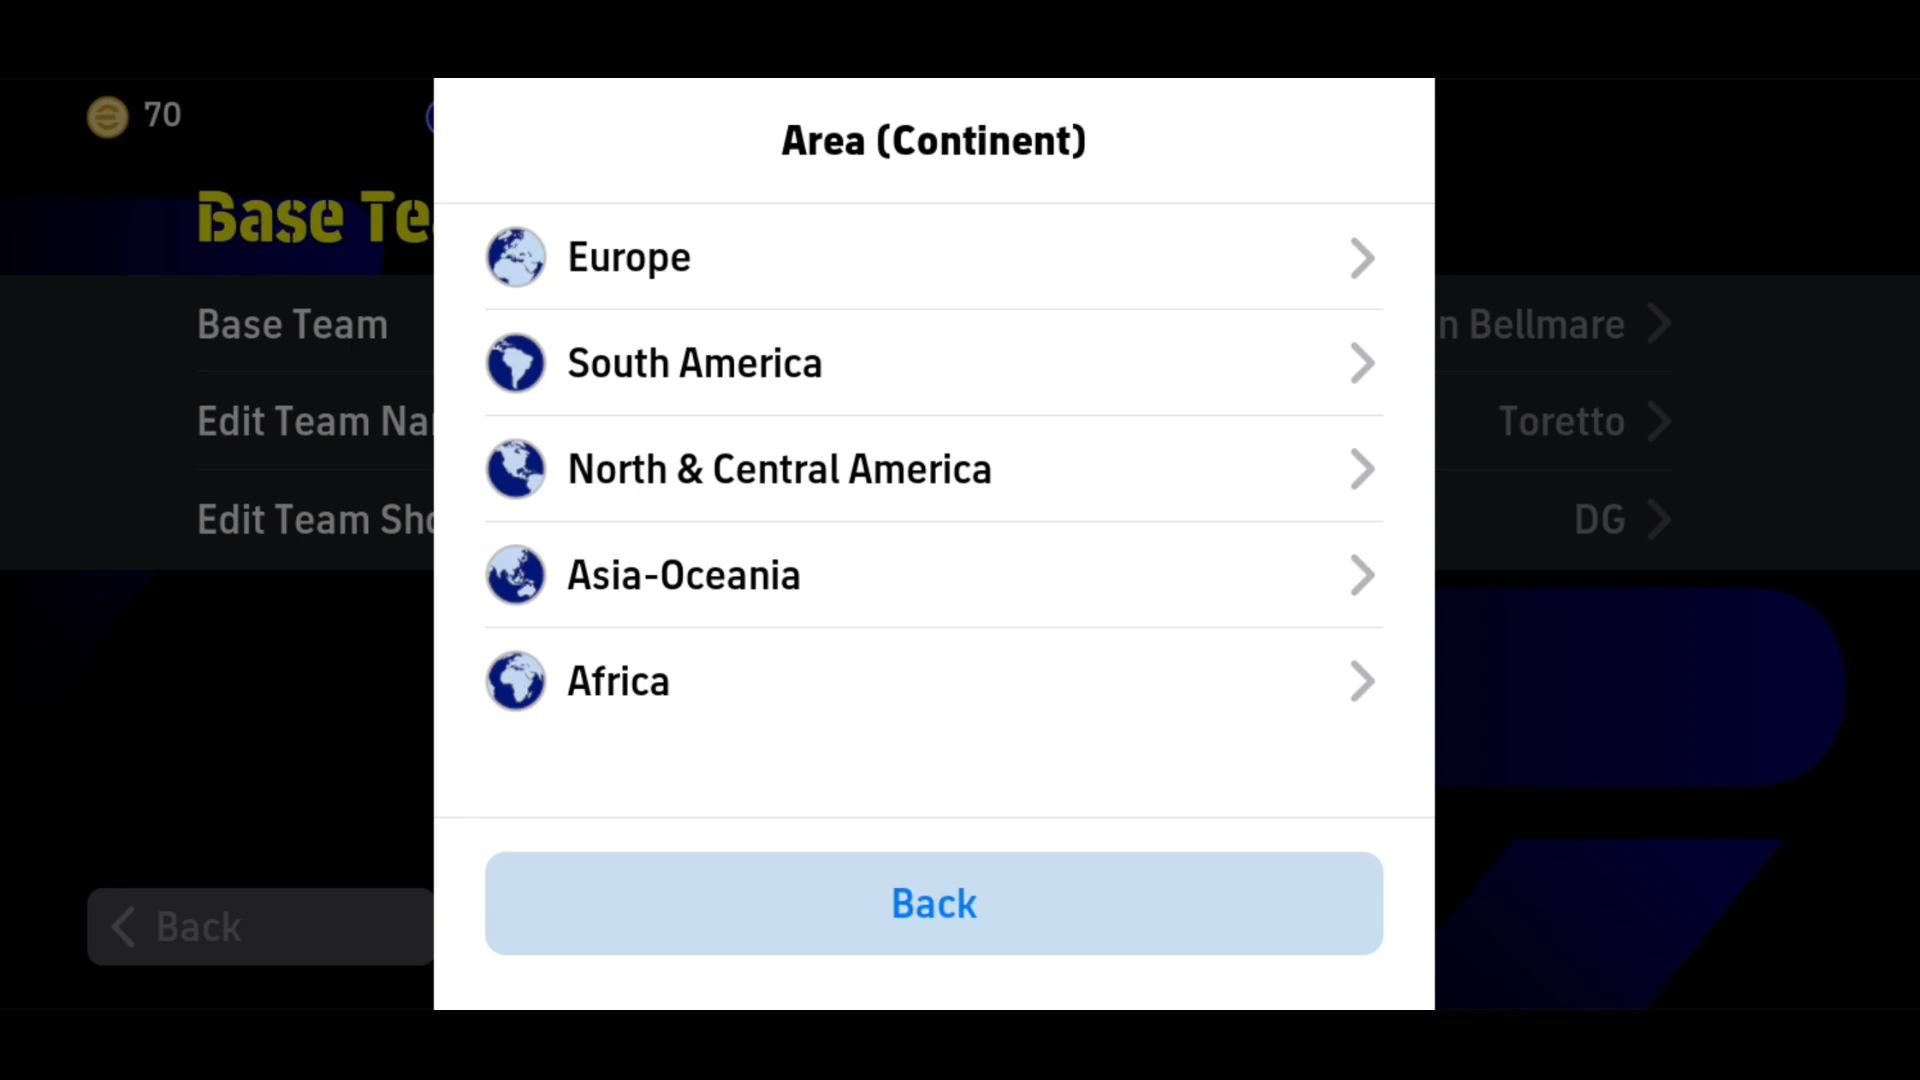 70
Area (Continent)
Base Te
Europe
Base Team
n Bellmare
South America
Edit Team Na
Toretto
North & Central America
Edit Team Sho
DG
Asia-Oceania
Africa
Back
Back